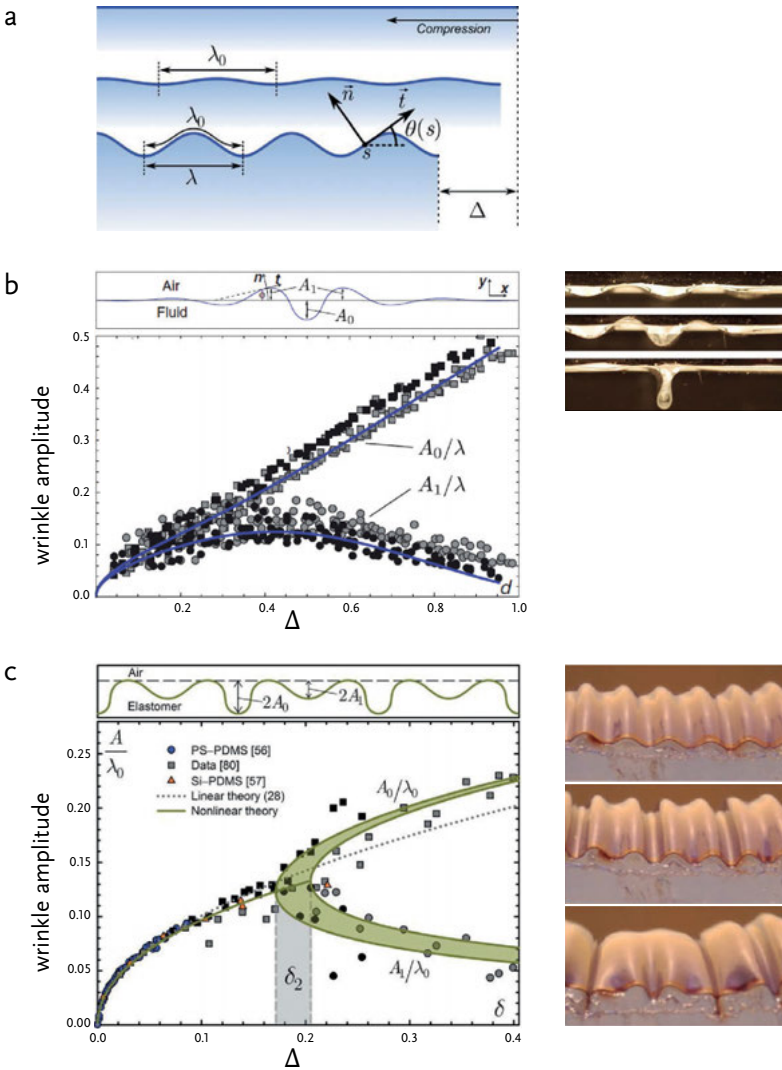 a
Compression
λ₀
n⃗
t⃗
λ₀
θ(s)
s
λ
Δ
b
Air
Fluid
n
t
ϕ
A₁
A₀
y
x
wrinkle amplitude
0.5
0.4
0.3
0.2
0.1
0.0
A₀/λ
A₁/λ
d
0.2
0.4
0.6
0.8
1.0
Δ
c
Air
Elastomer
2A₀
2A₁
wrinkle amplitude
A/λ₀
0.25
0.20
0.15
0.10
0.05
0.00
PS–PDMS [56]
Data [80]
Si–PDMS [57]
Linear theory (28)
Nonlinear theory
A₀/λ₀
A₁/λ₀
δ₂
δ
0.0
0.1
0.2
0.3
0.4
Δ